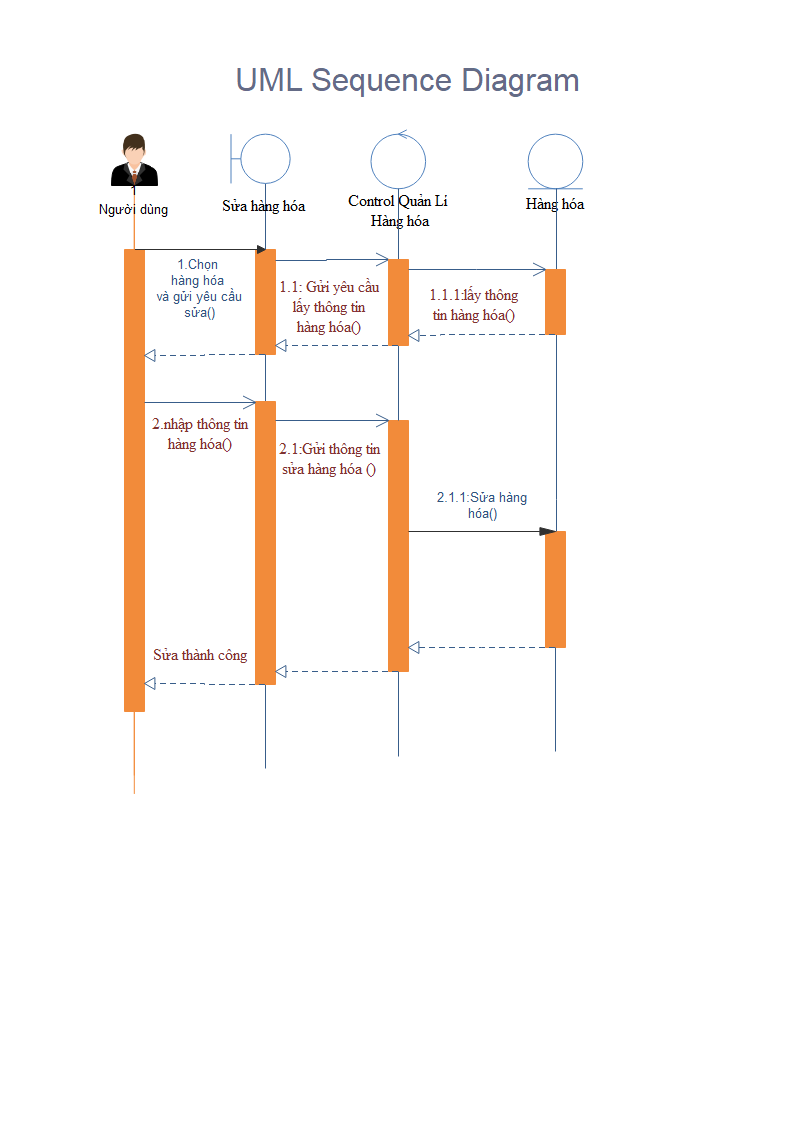 UML Sequence Diagram
Người dùng
Sửa hàng hóa
Control Quản Lí
Hàng hóa
Hàng hóa
1.Chọn
hàng hóa
và gửi yêu cầu
sửa()
1.1: Gửi yêu cầu
lấy thông tin
hàng hóa()
1.1.1:lấy thông
tin hàng hóa()
2.nhập thông tin
hàng hóa()
2.1:Gửi thông tin
sửa hàng hóa ()
2.1.1:Sửa hàng
hóa()
Sửa thành công